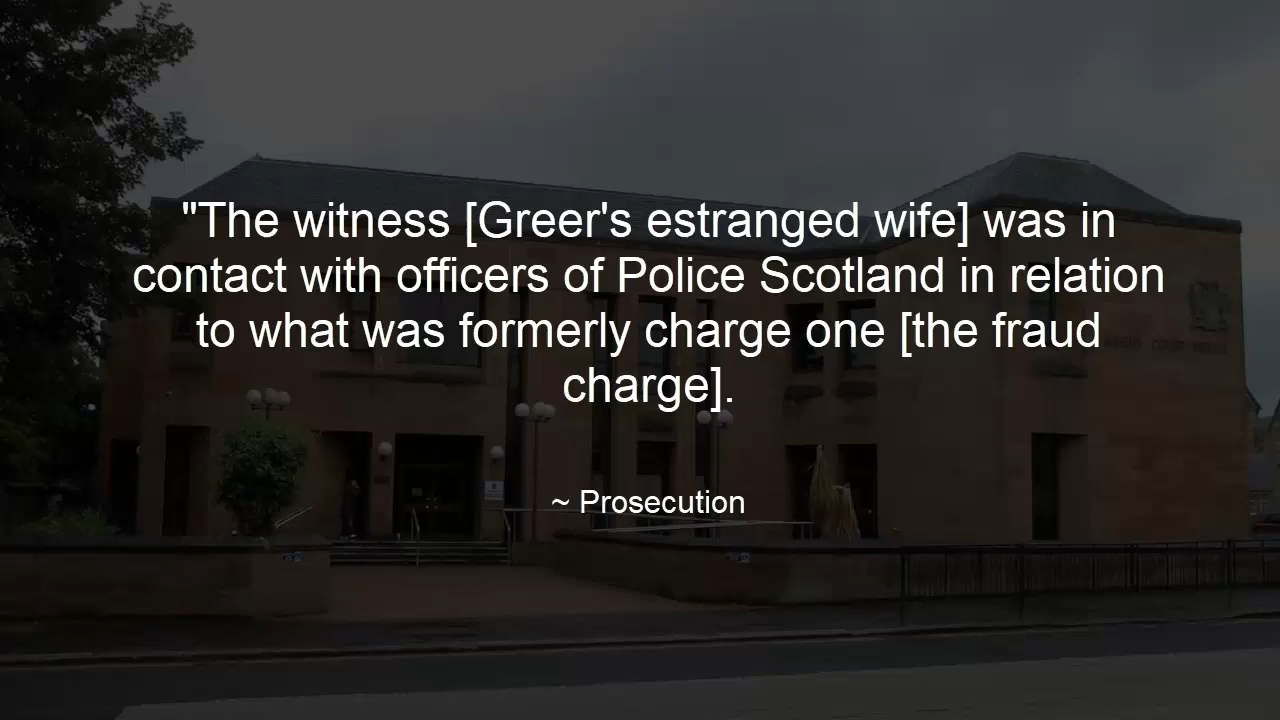 "The witness [Greer's estranged wife] was in
contact with officers of Police Scotland in relation
to what was formerly charge one [the fraud
charge].
~ Prosecution